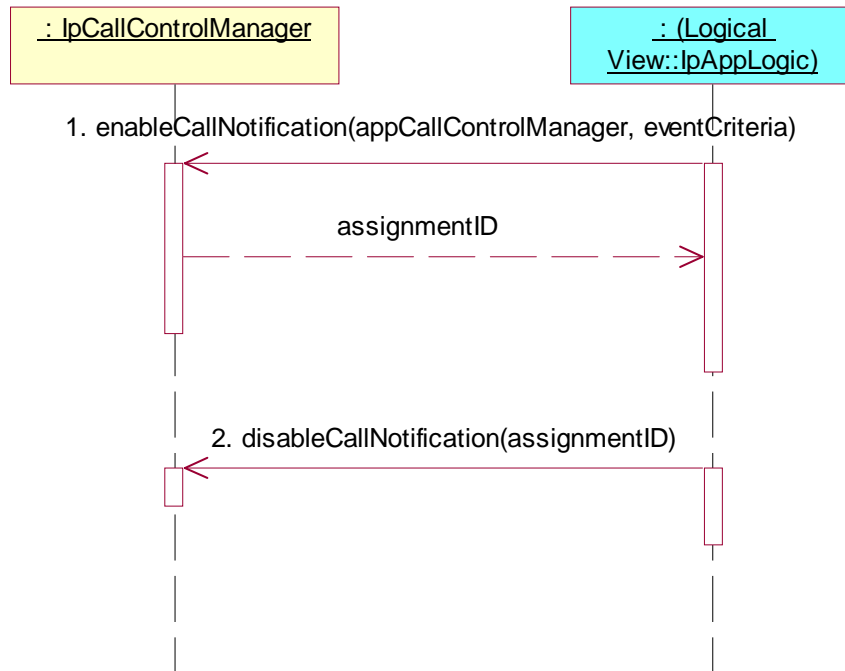 : IpCallControlManager
: (Logical
View::IpAppLogic)
1. enableCallNotification(appCallControlManager, eventCriteria)
assignmentID
2. disableCallNotification(assignmentID)